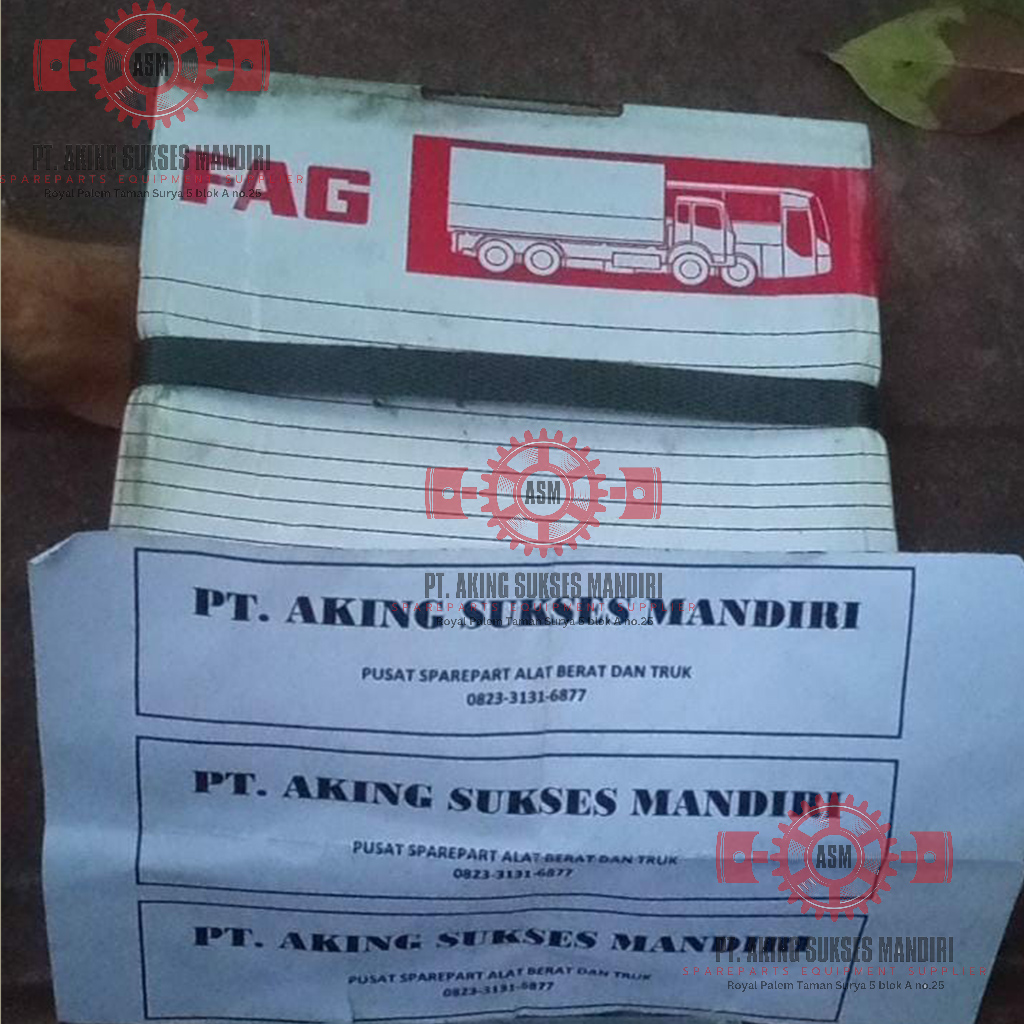 ASM
PT. AKING SUKSES MANDIRI
SPAREPARTS EQUIPMENT SUPPLIER
Royal Palem Taman Surya 5 blok A no.25
FAG
ASM
PT. AKING SUKSES MANDIRI
SPAREPARTS EQUIPMENT SUPPLIER
Royal Palem Taman Surya 5 blok A no.25
PT. AKING SUKSES MANDIRI
PUSAT SPAREPART ALAT BERAT DAN TRUK
0823-3131-6877
PT. AKING SUKSES MANDIRI
PUSAT SPAREPART ALAT BERAT DAN TRUK
0823-3131-6877
ASM
PT. AKING SUKSES MANDIRI
SPAREPARTS EQUIPMENT SUPPLIER
Royal Palem Taman Surya 5 blok A no.25
PT. AKING SUKSES MANDIRI
PUSAT SPAREPART ALAT BERAT DAN TRUK
0823-3131-6877